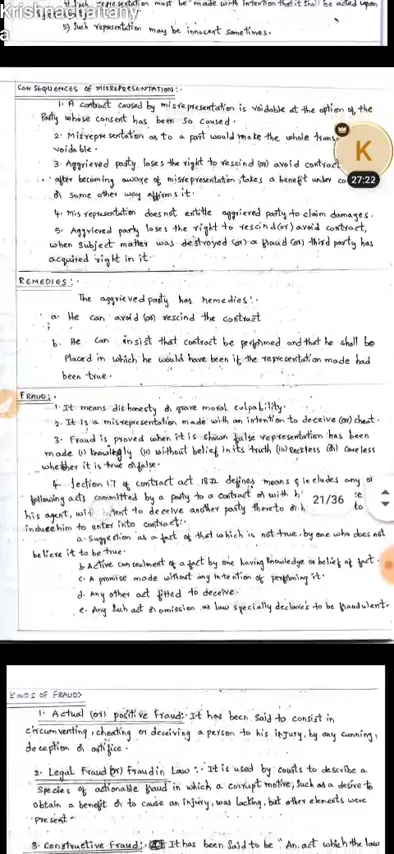 4) Such representation must be made with intention that it shall be acted upon,
Krishnachaitany
5) Such representation may be innocent sometimes.
CONSEQUENCES OF MISREPRESENTATION:
1. A contract caused by misrepresentation is voidable at the option of the
Party whose consent has been so caused.
2. Misrepresentation as to a part would make the whole trans
voidable.
K
3. Aggrieved party loses the right to rescind (or) avoid contract
after becoming aware of misrepresentation, takes a benefit under co
27:22
or some other way affirms it.
4. Misrepresentation does not entitle aggrieved party to claim damages.
5. Aggrieved party loses the right to rescind (or) avoid contract,
when subject matter was destroyed (or) a fraud (or) third party has
acquired right in it.
REMEDIES:
The aggrieved party has remedies:
a. He can avoid (or) rescind the contract
b. He can insist that contract be performed and that he shall be
Placed in which he would have been if the representation made had
been true.
FRAUD:
1. It means dishonesty or grave moral culpability.
2. It is a misrepresentation made with an intention to deceive (or) cheat.
3. Fraud is proved when it is shown false representation has been
made (i) knowlegly (ii) without belief in its truth (iii) Reckless (or) careless
whether it is true or false.
4. Section 17 of contract act 1872 defines means & includes any of
following acts committed by a party to a contract or with h
21/36
his agent, wit tent to deceive another party thereto or h to
induce him to enter into contract:
a. Suggestion as a fact of that which is not true, by one who does not
believe it to be true.
b. Active concealment of a fact by one having knowledge or belief of fact.
c. A promise made without any intention of performing it.
d. Any other act fitted to deceive.
e. Any such act or omission as law specially declares to be fraudulent.
KINDS OF FRAUD:
1. Actual (or) positive fraud: It has been said to consist in
circumventing, cheating or deceiving a person to his injury, by any cunning,
deception or artifice.
2. Legal Fraud (or) fraud in Law: It is used by courts to describe a
species of actionable fraud in which a corrupt motive, such as a desire to
obtain a benefit or to cause an injury, was lacking, but other elements were
present.
3. Constructive fraud: It has been said to be "An act which the law